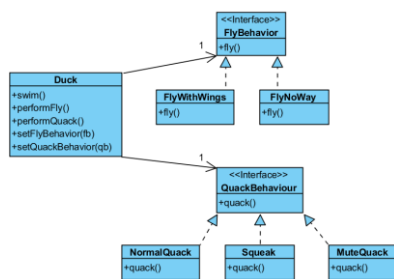 <<Interface>>
FlyBehavior
+fly()
1
Duck
+swim()
+performFly()
+performQuack()
+setFlyBehavior(fb)
+setQuackBehavior(qb)
FlyWithWings
+fly()
FlyNoWay
+fly()
1
<<Interface>>
QuackBehaviour
+quack()
NormalQuack
+quack()
Squeak
+quack()
MuteQuack
+quack()